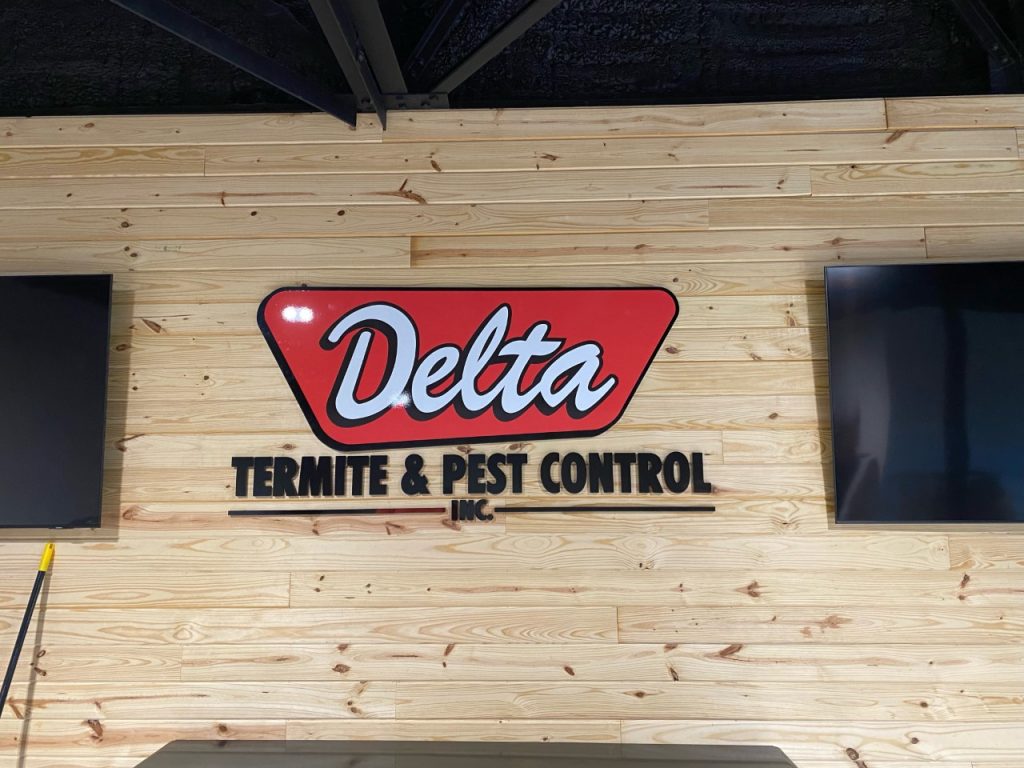 Delta
TERMITE & PEST CONTROL
INC.